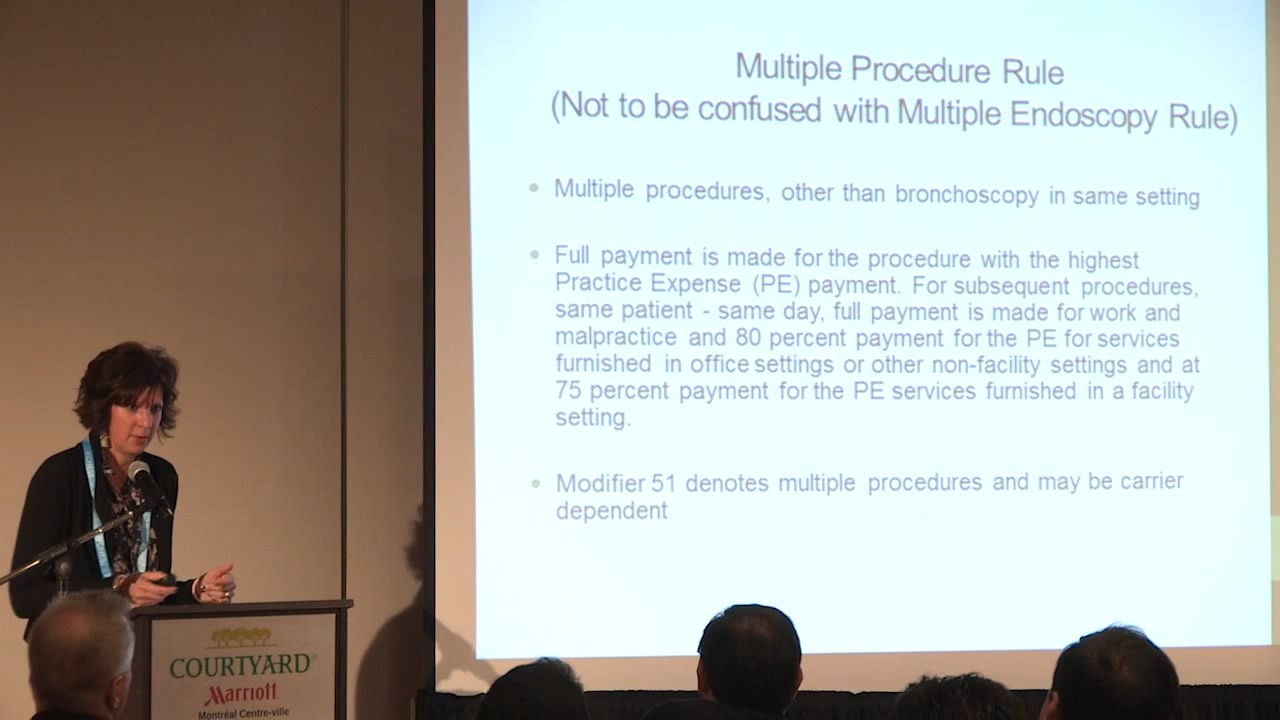 Multiple Procedure Rule
(Not to be confused with Multiple Endoscopy Rule)
• Multiple procedures, other than bronchoscopy in same setting
• Full payment is made for the procedure with the highest
Practice Expense (PE) payment. For subsequent procedures,
same patient - same day, full payment is made for work and
malpractice and 80 percent payment for the PE for services
furnished in office settings or other non-facility settings and at
75 percent payment for the PE services furnished in a facility
setting.
• Modifier 51 denotes multiple procedures and may be carrier
dependent
COURTYARD®
Marriott
Montréal Centre-ville